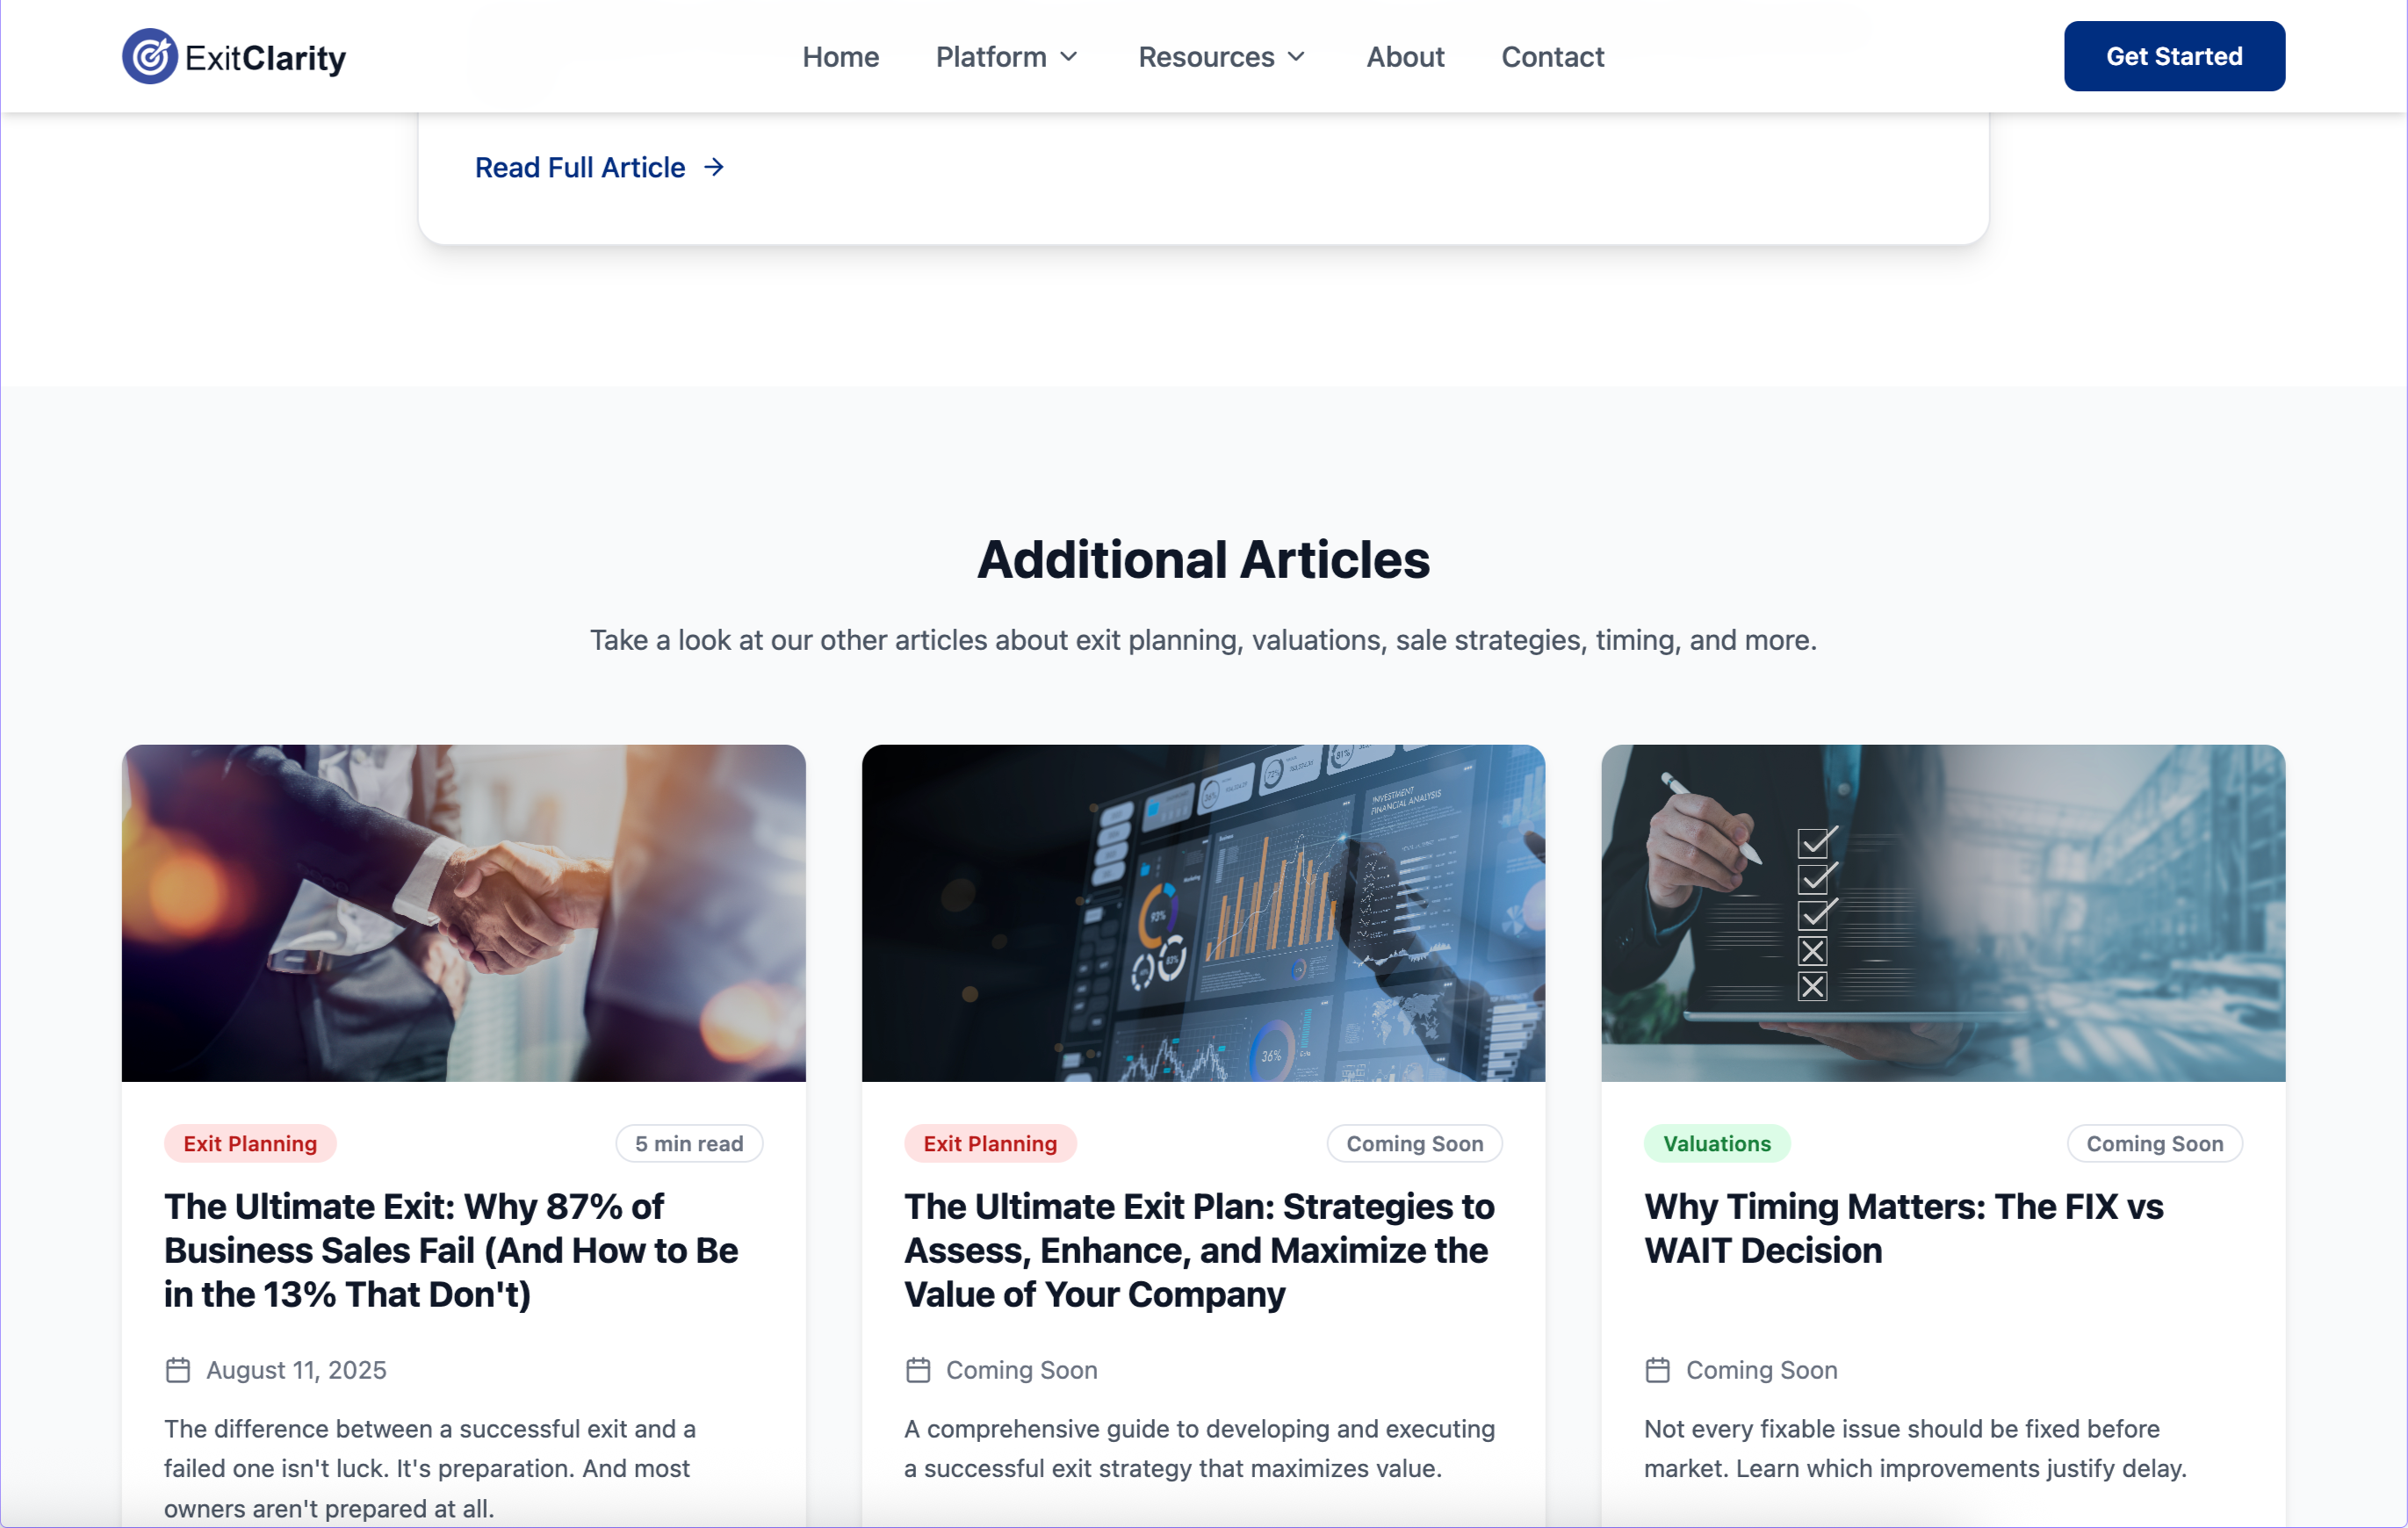 ExitClarity
Home
Platform
Resources
About
Contact
Get Started
Read Full Article
Additional Articles
Take a look at our other articles about exit planning, valuations, sale strategies, timing, and more.
INVESTMENT
FINANCIAL ANALYSIS
93%
36%
Exit Planning
5 min read
The Ultimate Exit: Why 87% of
Business Sales Fail (And How to Be
in the 13% That Don't)
August 11, 2025
The difference between a successful exit and a
failed one isn't luck. It's preparation. And most
owners aren't prepared at all.
Exit Planning
Coming Soon
The Ultimate Exit Plan: Strategies to
Assess, Enhance, and Maximize the
Value of Your Company
Coming Soon
A comprehensive guide to developing and executing
a successful exit strategy that maximizes value.
Valuations
Coming Soon
Why Timing Matters: The FIX vs
WAIT Decision
Coming Soon
Not every fixable issue should be fixed before
market. Learn which improvements justify delay.